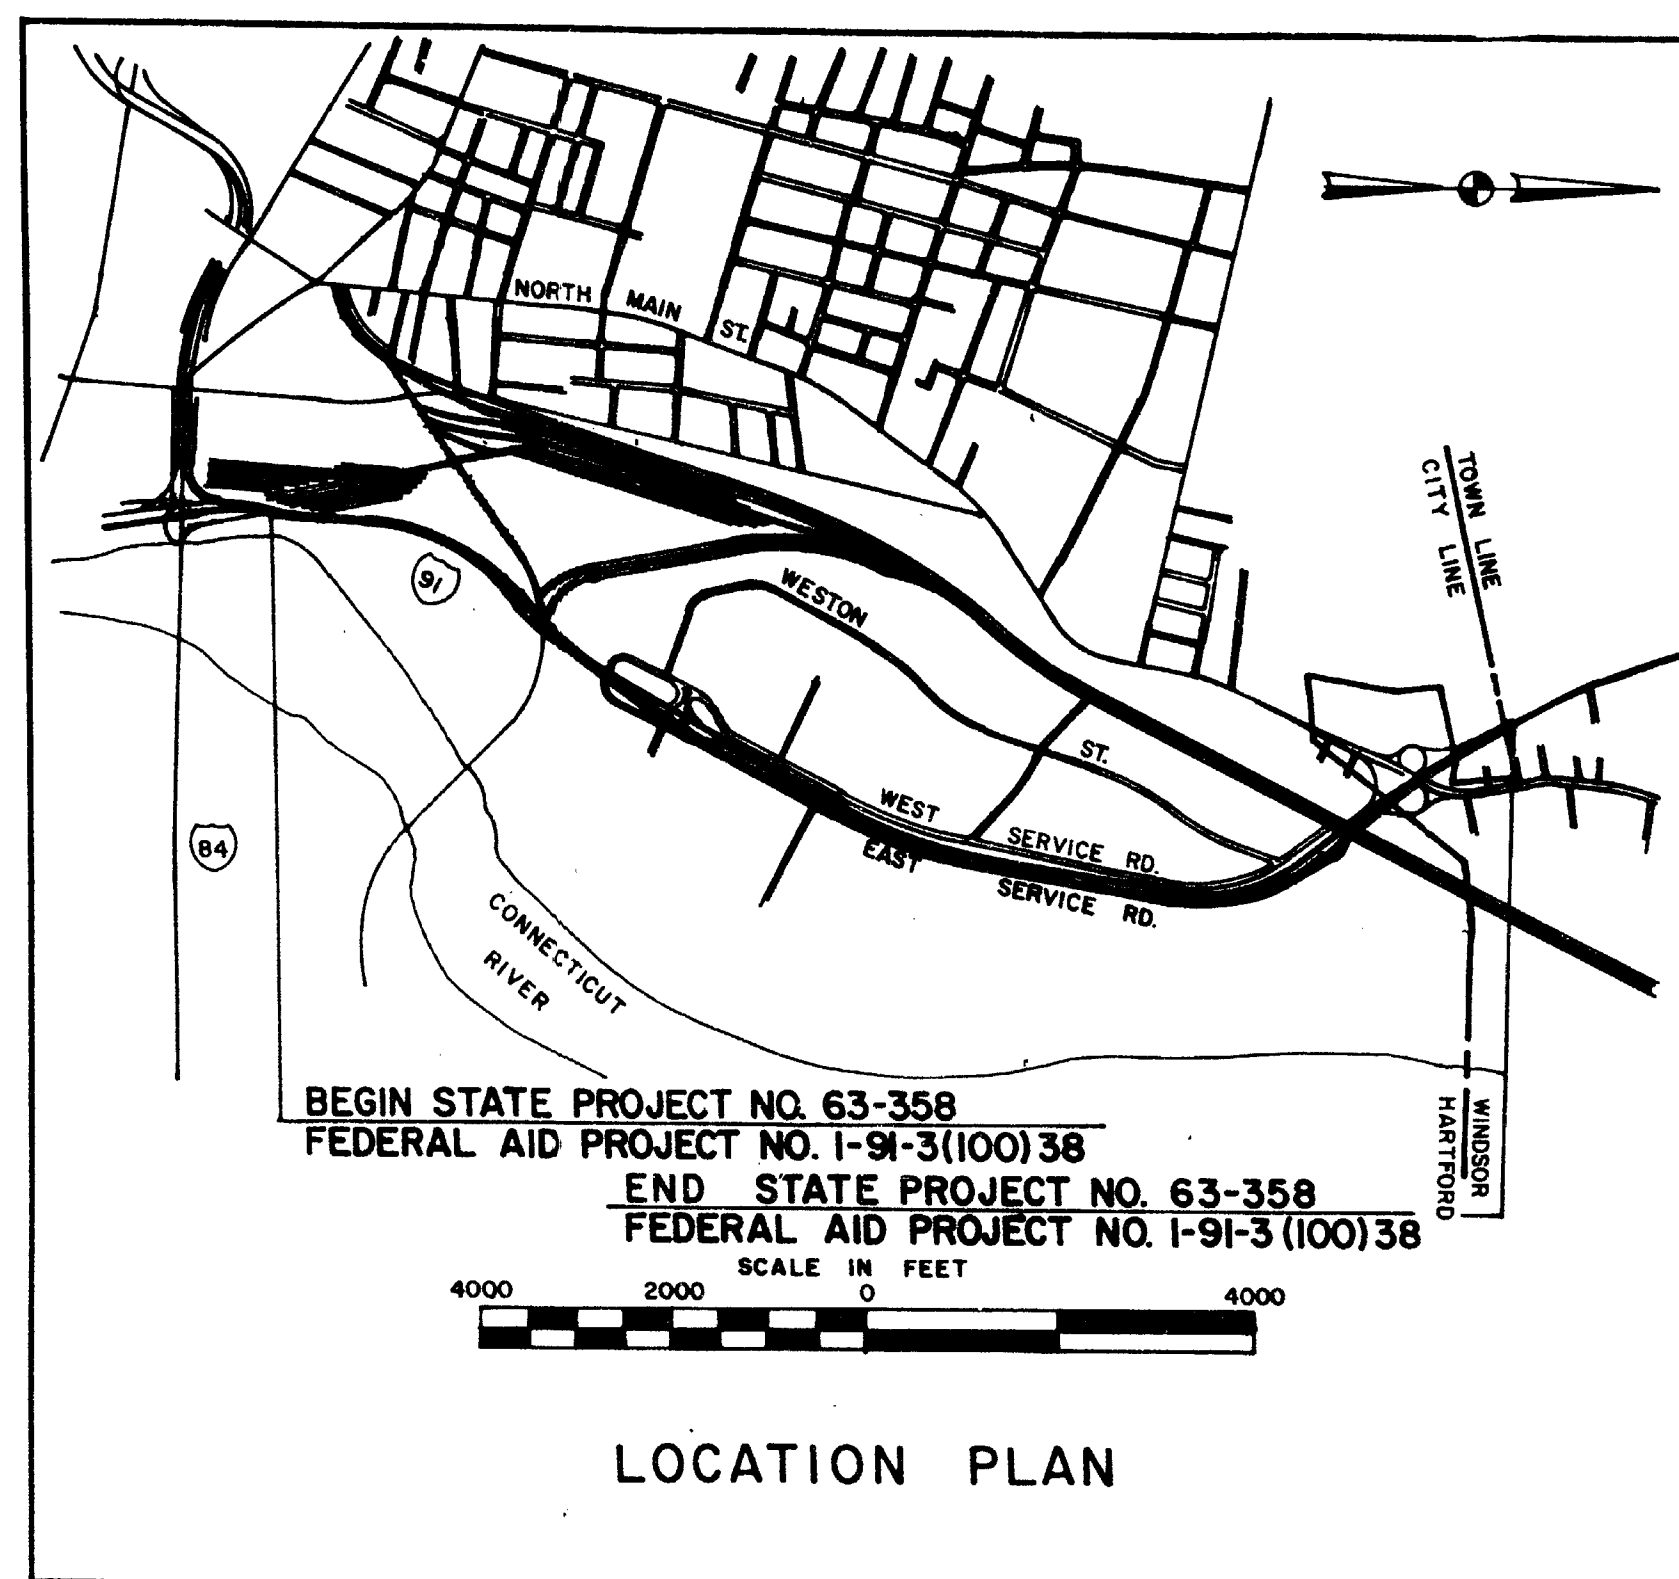 NORTH MAIN ST.
TOWN LINE
CITY LINE
91
WESTON ST.
WEST SERVICE RD.
EAST SERVICE RD.
84
CONNECTICUT
RIVER
BEGIN STATE PROJECT NO. 63-358
FEDERAL AID PROJECT NO. I-91-3(100)38
WINDSOR
HARTFORD
END STATE PROJECT NO. 63-358
FEDERAL AID PROJECT NO. I-91-3(100)38
SCALE IN FEET
4000 2000 0 4000
LOCATION PLAN